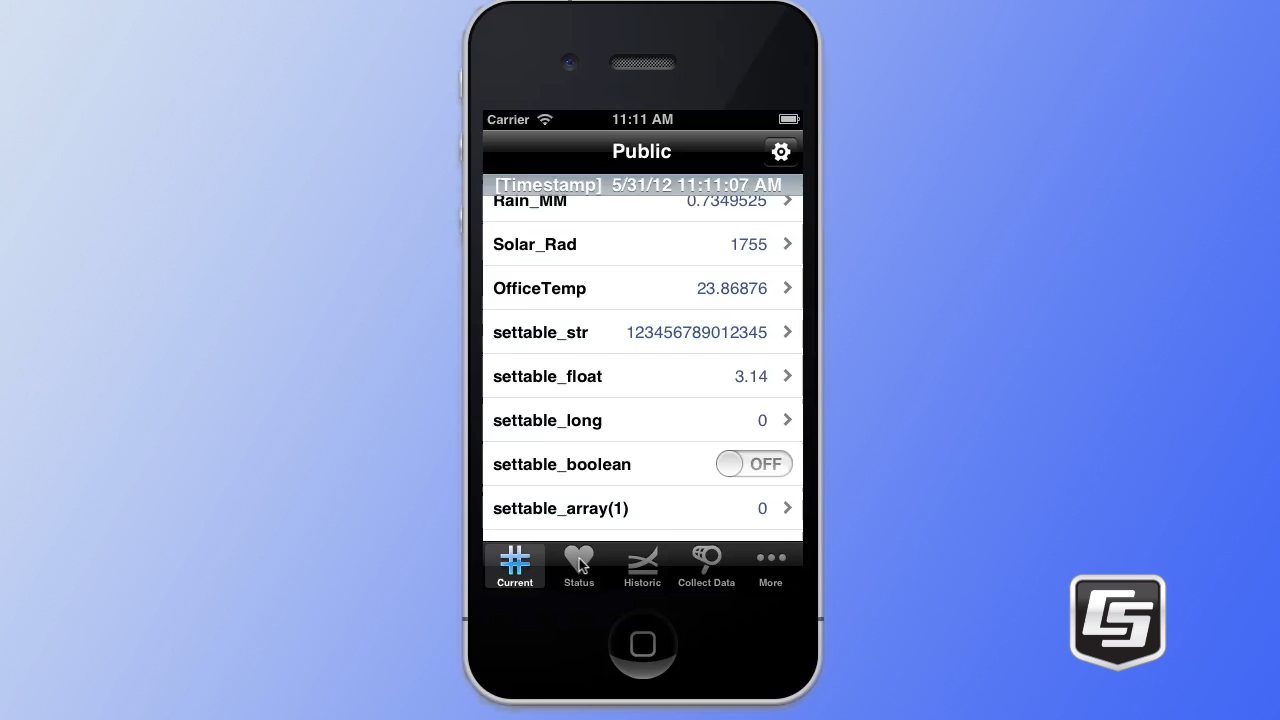 Carrier 11:11 AM
Public
[Timestamp] 5/31/12 11:11:07 AM
Rain_MM 0.7349525
Solar_Rad 1755
OfficeTemp 23.86876
settable_str 123456789012345
settable_float 3.14
settable_long 0
settable_boolean OFF
settable_array(1) 0
Current Status Historic Collect Data More
CS